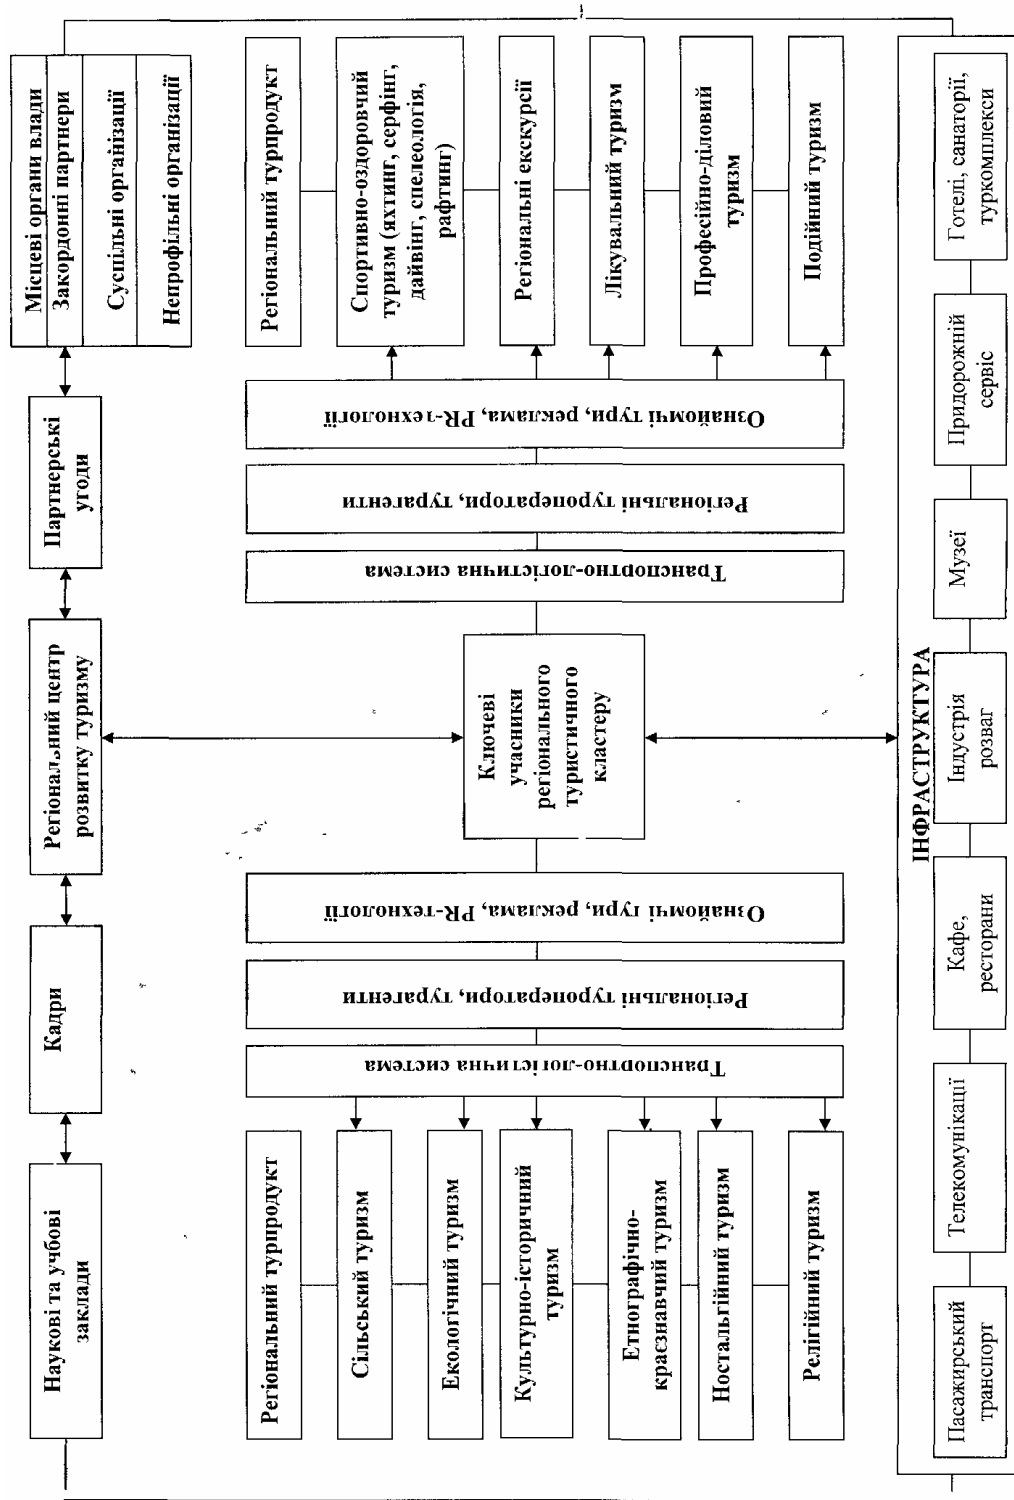 Наукові та учбові
заклади
Кадри
Регіональний центр
розвитку туризму
Партнерські
угоди
Місцеві органи влади
Закордонні партнери
Суспільні організації
Непрофільні організації
Регіональний турпродукт
Сільський туризм
Екологічний туризм
Культурно-історичний
туризм
Етнографічно-
краєзнавчий туризм
Ностальгійний туризм
Релігійний туризм
Транспортно-логістична система
Регіональні туроператори, турагенти
Ознайомчі тури, реклама, PR-технології
Ключеві
учасники
регіонального
туристичного
кластеру
Транспортно-логістична система
Регіональні туроператори, турагенти
Ознайомчі тури, реклама, PR-технології
Регіональний турпродукт
Спортивно-оздоровчий
туризм (яхтинг, серфінг,
дайвінг, спелеологія,
рафтинг)
Регіональні екскурсії
Лікувальний туризм
Професійно-діловий
туризм
Подійний туризм
ІНФРАСТРУКТУРА
Пасажирський
транспорт
Телекомунікації
Кафе,
ресторани
Індустрія
розваг
Музеї
Придорожній
сервіс
Готелі, санаторії,
туркомплекси